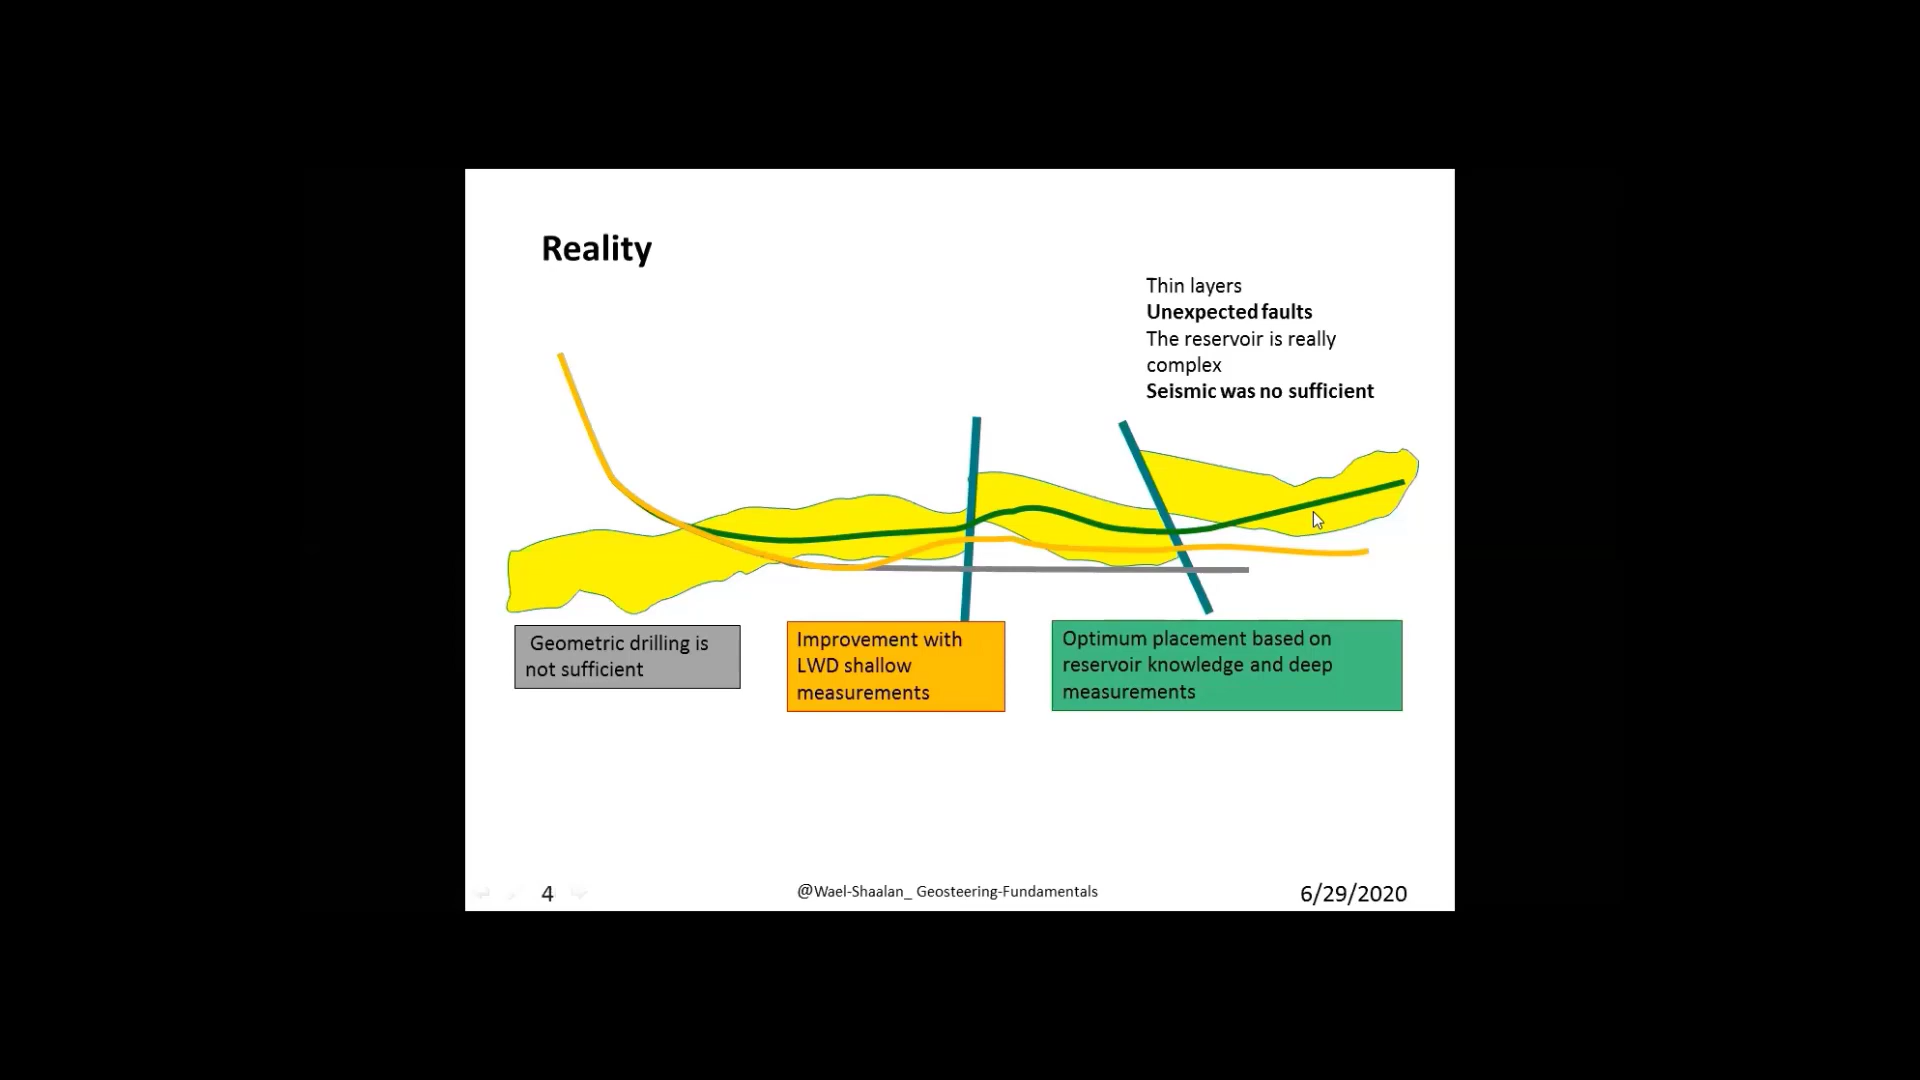 Reality
Thin layers
Unexpected faults
The reservoir is really
complex
Seismic was no sufficient
Geometric drilling is
not sufficient
Improvement with
LWD shallow
measurements
Optimum placement based on
reservoir knowledge and deep
measurements
4
@Wael-Shaalan_ Geosteering-Fundamentals
6/29/2020